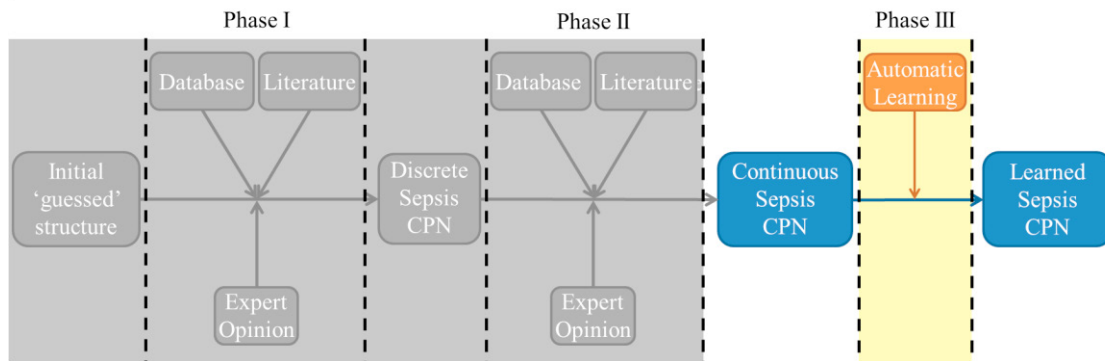 Phase I
Phase II
Phase III
Database
Literature
Database
Literature
Automatic
Learning
Initial
‘guessed’
structure
Discrete
Sepsis
CPN
Continuous
Sepsis
CPN
Learned
Sepsis
CPN
Expert
Opinion
Expert
Opinion